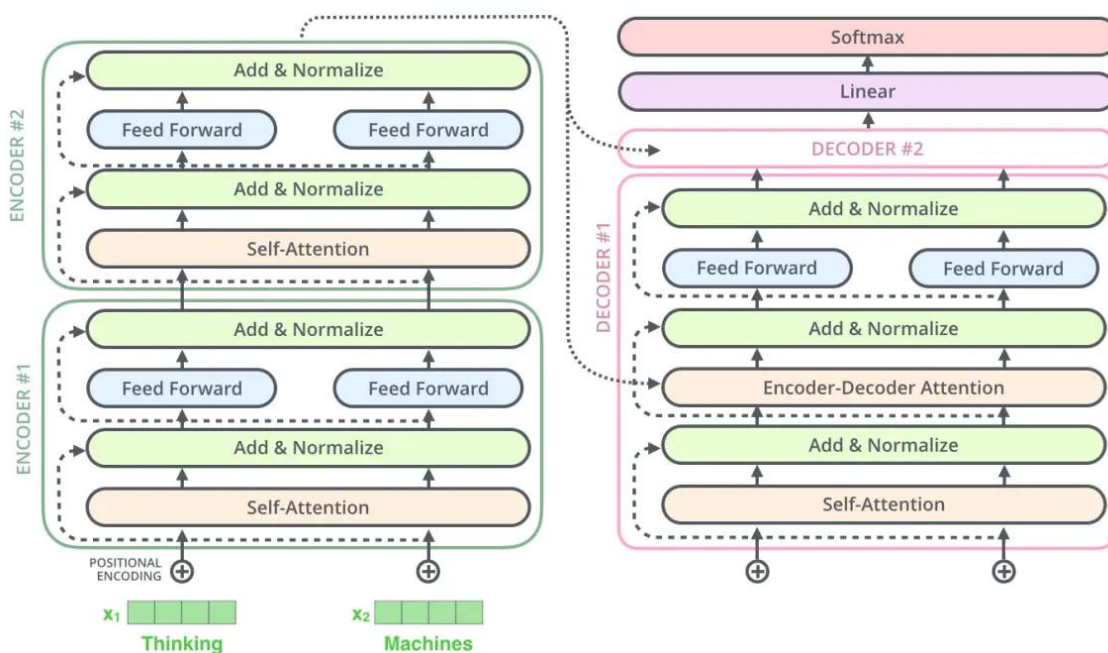 ENCODER #2
Add & Normalize
Feed Forward
Feed Forward
Add & Normalize
Self-Attention
ENCODER #1
Add & Normalize
Feed Forward
Feed Forward
Add & Normalize
Self-Attention
POSITIONAL
ENCODING
x₁
Thinking
x₂
Machines
Softmax
Linear
DECODER #2
DECODER #1
Add & Normalize
Feed Forward
Feed Forward
Add & Normalize
Encoder-Decoder Attention
Add & Normalize
Self-Attention